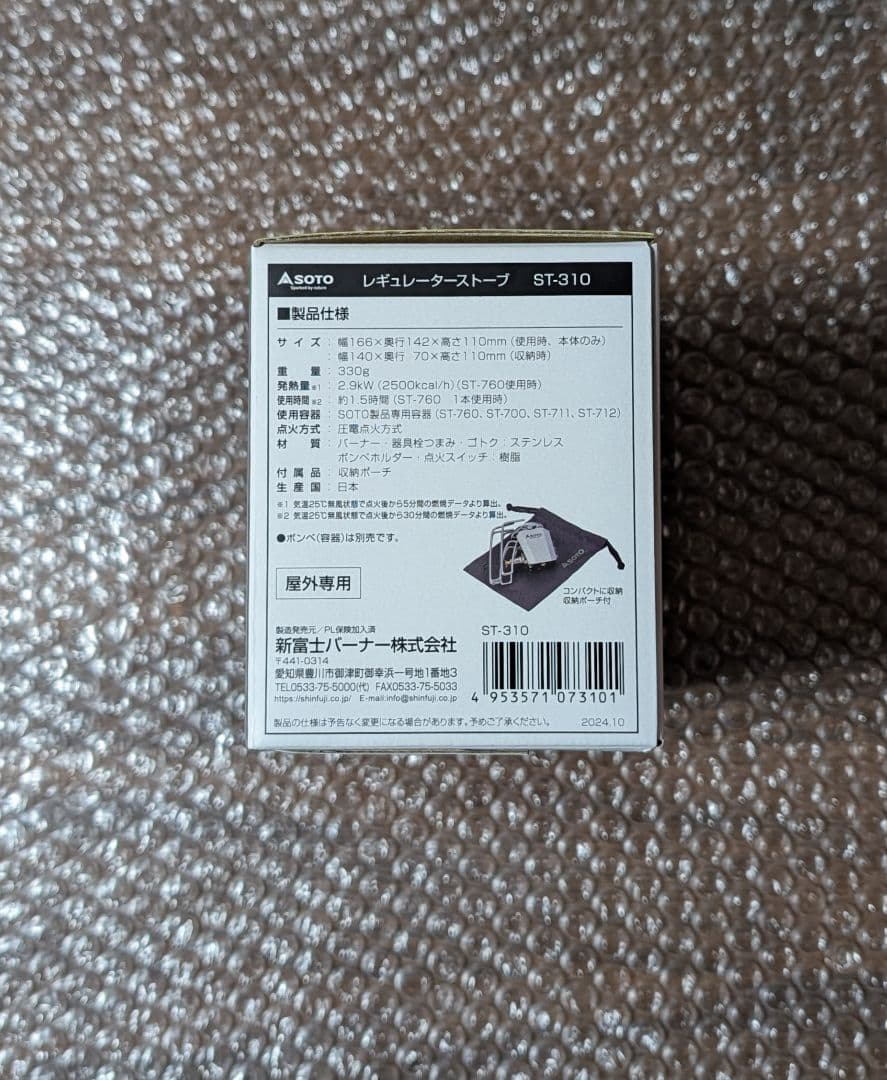 SOTO レギュレーターストーブ ST-310
Sparked by nature
■製品仕様
サイズ：幅166×奥行142×高さ110mm（使用時、本体のみ）
：幅140×奥行 70×高さ110mm（収納時）
重量：330g
発熱量※1：2.9kW（2500kcal/h）（ST-760使用時）
使用時間※2：約1.5時間（ST-760 1本使用時）
使用容器：SOTO製品専用容器（ST-760、ST-700、ST-711、ST-712）
点火方式：圧電点火方式
材質：バーナー・器具栓つまみ・ゴトク：ステンレス
ボンベホルダー・点火スイッチ：樹脂
付属品：収納ポーチ
生産国：日本
※1 気温25℃無風状態で点火後から5分間の燃焼データより算出。
※2 気温25℃無風状態で点火後から30分間の燃焼データより算出。
●ボンベ（容器）は別売です。
SOTO
SOTO
コンパクトに収納
収納ポーチ付
屋外専用
製造発売元／PL保険加入済
新富士バーナー株式会社
〒441-0314
愛知県豊川市御津町御幸浜一号地1番地3
TEL0533-75-5000（代） FAX0533-75-5033
https://shinfuji.co.jp/ E-mail:info@shinfuji.co.jp
ST-310
4 953571 073101
製品の仕様は予告なく変更になる場合があります。予めご了承ください。 2024.10